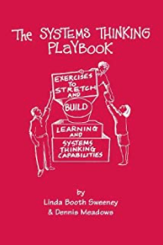 The SYSTEMS THINKING
PLAYBOOK
EXERCISES
TO
STRETCH
AND
BUILD
LEARNING
AND
SYSTEMS
THINKING
CAPABILITIES
by
Linda Booth Sweeney
& Dennis Meadows